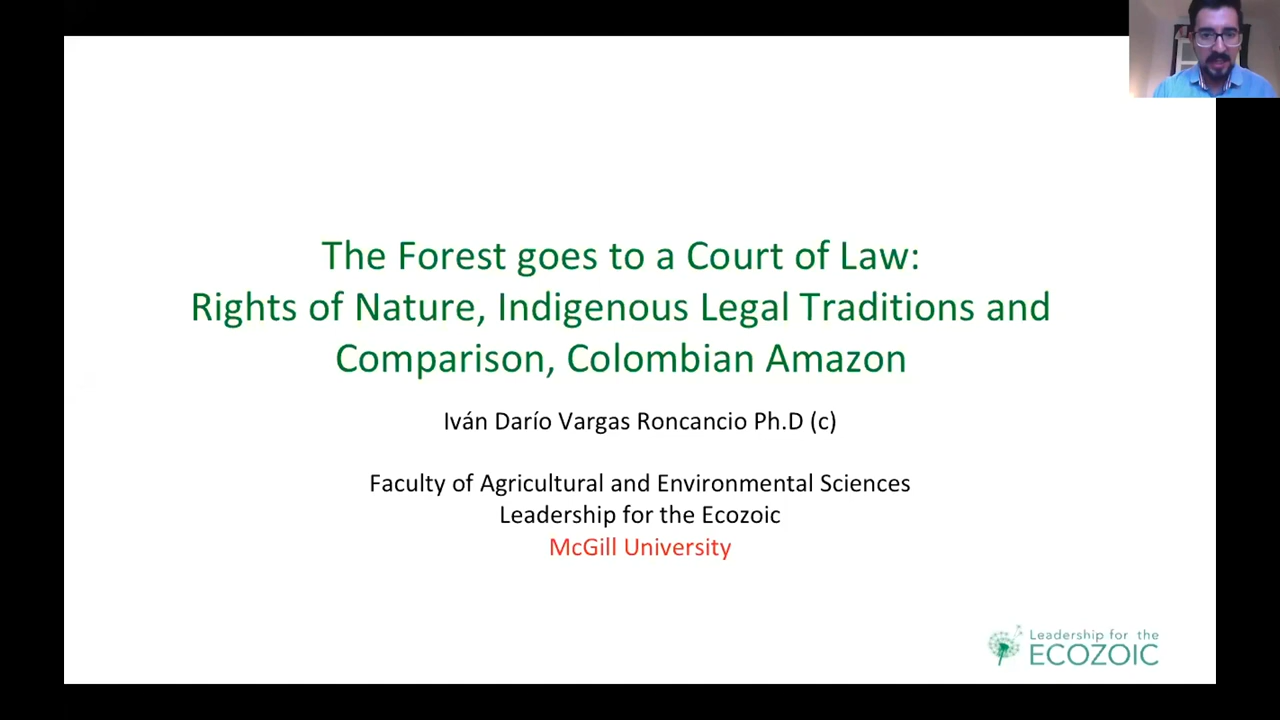 The Forest goes to a Court of Law:
Rights of Nature, Indigenous Legal Traditions and
Comparison, Colombian Amazon
Iván Darío Vargas Roncancio Ph.D (c)
Faculty of Agricultural and Environmental Sciences
Leadership for the Ecozoic
McGill University
Leadership for the
ECOZOIC